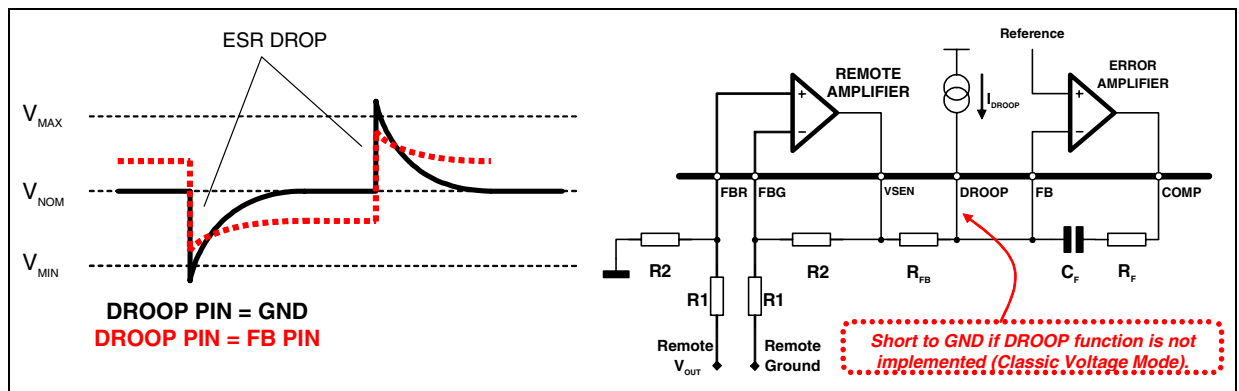 ESR DROP
VMAX
VNOM
VMIN
DROOP PIN = GND
DROOP PIN = FB PIN
Reference
REMOTE
AMPLIFIER
ERROR
AMPLIFIER
IDROOP
+
−
+
−
FBR
FBG
VSEN
DROOP
FB
COMP
R2
R2
RFB
CF
RF
R1
R1
Remote
VOUT
Remote
Ground
Short to GND if DROOP function is not
implemented (Classic Voltage Mode).